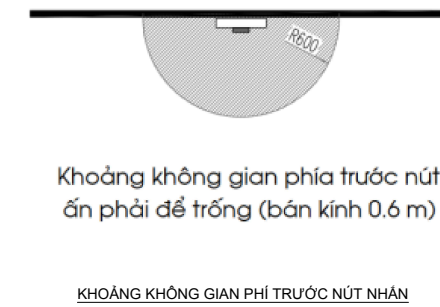 R600
Khoảng không gian phía trước nút
ấn phải để trống (bán kính 0.6 m)
KHOẢNG KHÔNG GIAN PHÍ TRƯỚC NÚT NHẤN